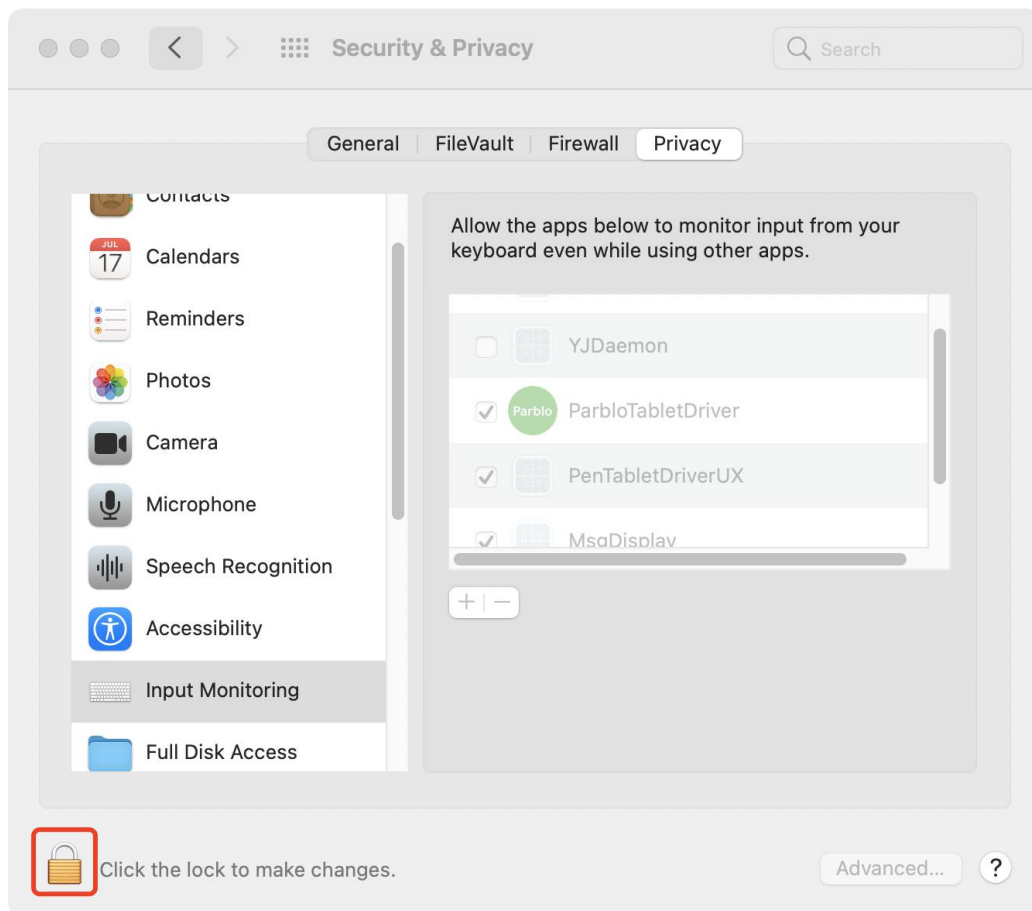 Security & Privacy
Search
General
FileVault
Firewall
Privacy
Contacts
JUL
17
Calendars
Reminders
Photos
Camera
Microphone
Speech Recognition
Accessibility
Input Monitoring
Full Disk Access
Allow the apps below to monitor input from your
keyboard even while using other apps.
YJDaemon
Parblo
ParbloTabletDriver
PenTabletDriverUX
MsgDisplay
Click the lock to make changes.
Advanced...
?